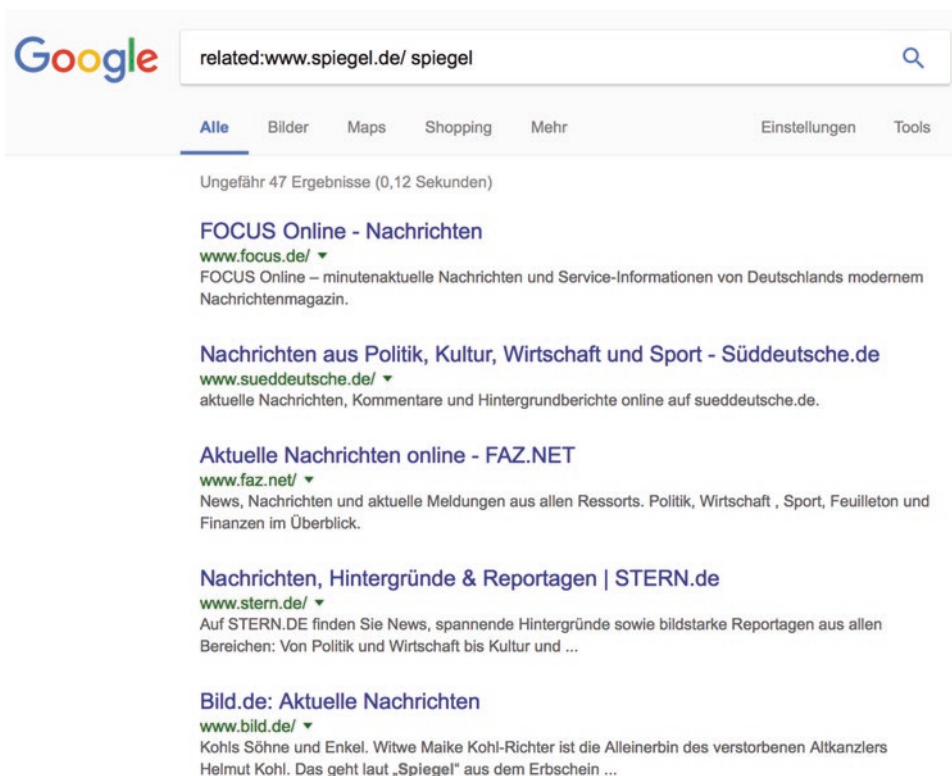 Google
related:www.spiegel.de/ spiegel
Alle Bilder Maps Shopping Mehr Einstellungen Tools
Ungefähr 47 Ergebnisse (0,12 Sekunden)
FOCUS Online - Nachrichten
www.focus.de/
FOCUS Online – minutenaktuelle Nachrichten und Service-Informationen von Deutschlands modernem
Nachrichtenmagazin.
Nachrichten aus Politik, Kultur, Wirtschaft und Sport - Süddeutsche.de
www.sueddeutsche.de/
aktuelle Nachrichten, Kommentare und Hintergrundberichte online auf sueddeutsche.de.
Aktuelle Nachrichten online - FAZ.NET
www.faz.net/
News, Nachrichten und aktuelle Meldungen aus allen Ressorts. Politik, Wirtschaft , Sport, Feuilleton und
Finanzen im Überblick.
Nachrichten, Hintergründe & Reportagen | STERN.de
www.stern.de/
Auf STERN.DE finden Sie News, spannende Hintergründe sowie bildstarke Reportagen aus allen
Bereichen: Von Politik und Wirtschaft bis Kultur und ...
Bild.de: Aktuelle Nachrichten
www.bild.de/
Kohls Söhne und Enkel. Witwe Maike Kohl-Richter ist die Alleinerbin des verstorbenen Altkanzlers
Helmut Kohl. Das geht laut „Spiegel“ aus dem Erbschein ...